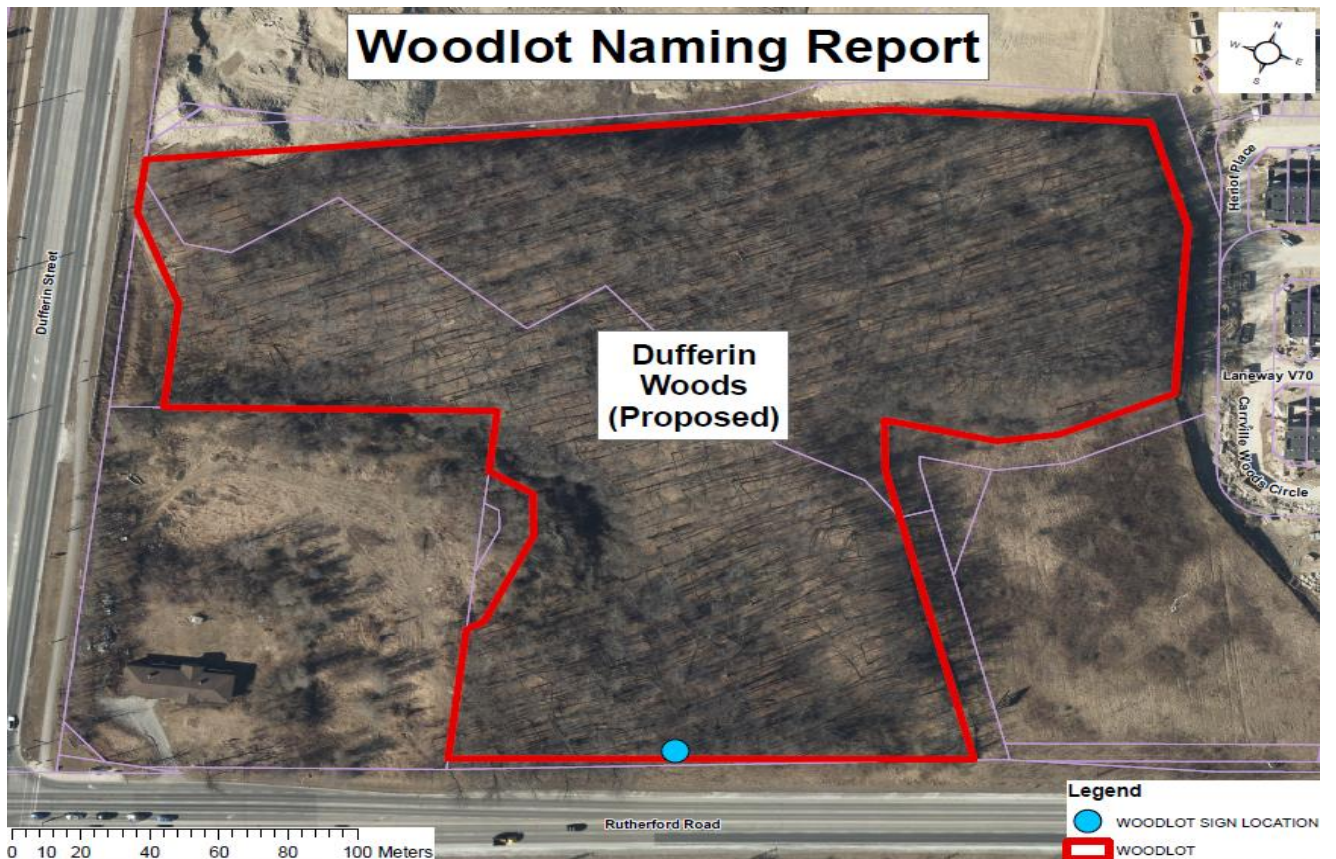 Woodlot Naming Report
N
W
E
S
Dufferin Street
Heriot Place
Dufferin
Woods
(Proposed)
Laneway V70
Carrville Woods Circle
Rutherford Road
Legend
WOODLOT SIGN LOCATION
WOODLOT
0 10 20 40 60 80 100 Meters